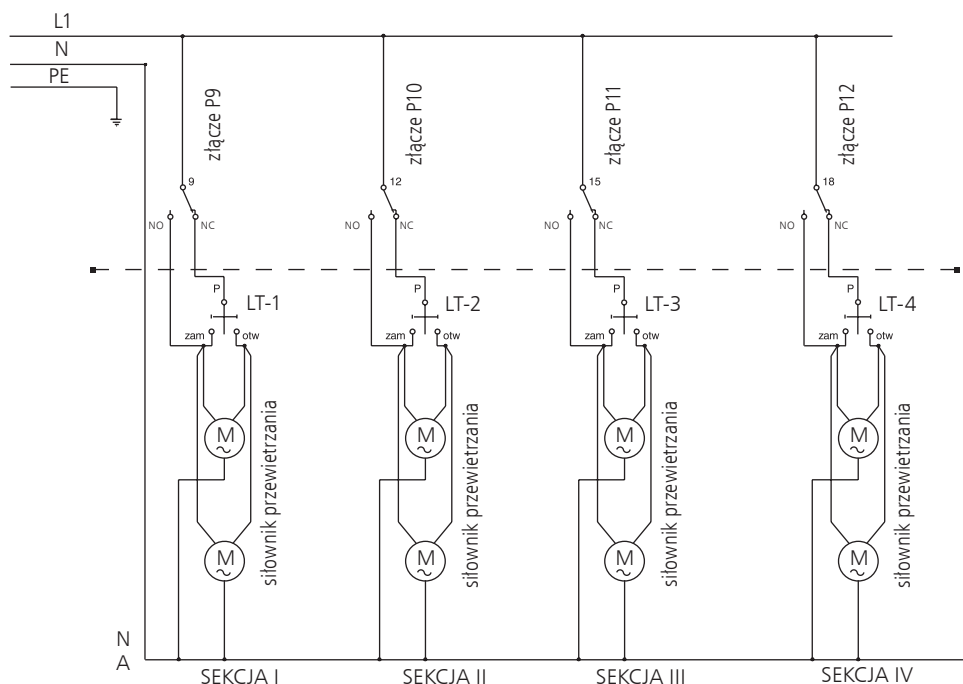 L1
N
PE
złącze P9
złącze P10
złącze P11
złącze P12
9
12
15
18
NO
NC
NO
NC
NO
NC
NO
NC
P
LT-1
P
LT-2
P
LT-3
P
LT-4
zam
otw
zam
otw
zam
otw
zam
otw
M
M
M
M
siłownik przewietrzania
siłownik przewietrzania
siłownik przewietrzania
siłownik przewietrzania
M
M
M
M
N
A
SEKCJA I
SEKCJA II
SEKCJA III
SEKCJA IV